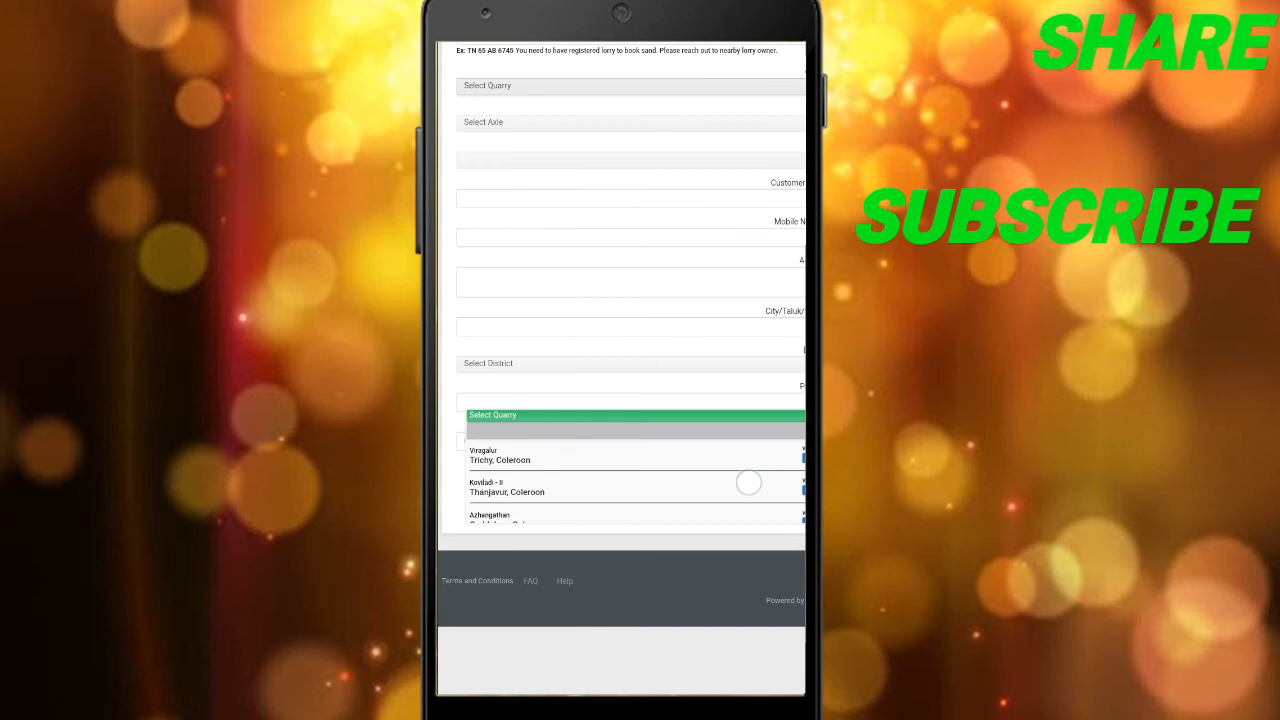 SHARE
SUBSCRIBE
Ex: TN 65 AB 6745 You need to have registered lorry to book sand. Please reach out to nearby lorry owner.
Select Quarry
Select Axle
Customer
Mobile N
A
City/Taluk/
Select District
P
Select Quarry
Viragalur
Trichy, Coleroon
Koviladi - II
Thanjavur, Coleroon
Azhangathan
Terms and Conditions FAQ Help
Powered by